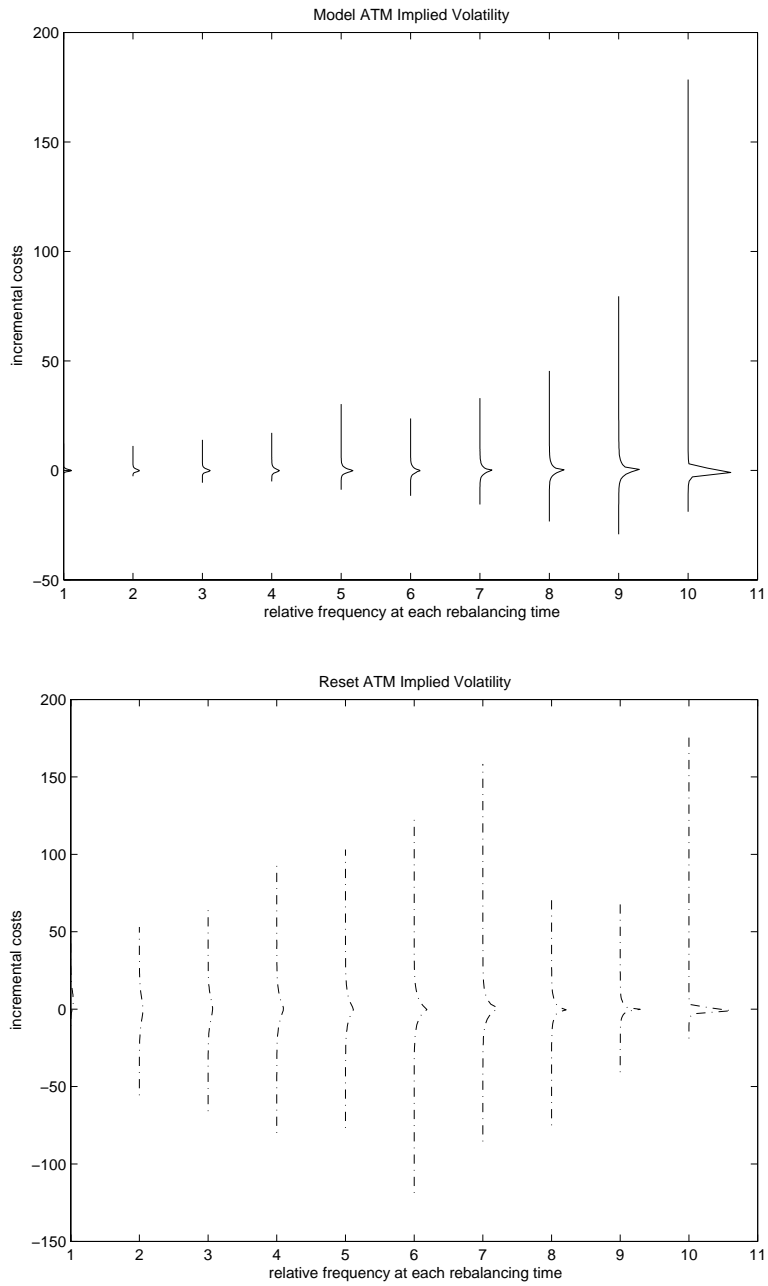 Model ATM Implied Volatility
200
150
100
50
0
−50
incremental costs
1 2 3 4 5 6 7 8 9 10 11
relative frequency at each rebalancing time
Reset ATM Implied Volatility
200
150
100
50
0
−50
−100
−150
incremental costs
1 2 3 4 5 6 7 8 9 10 11
relative frequency at each rebalancing time